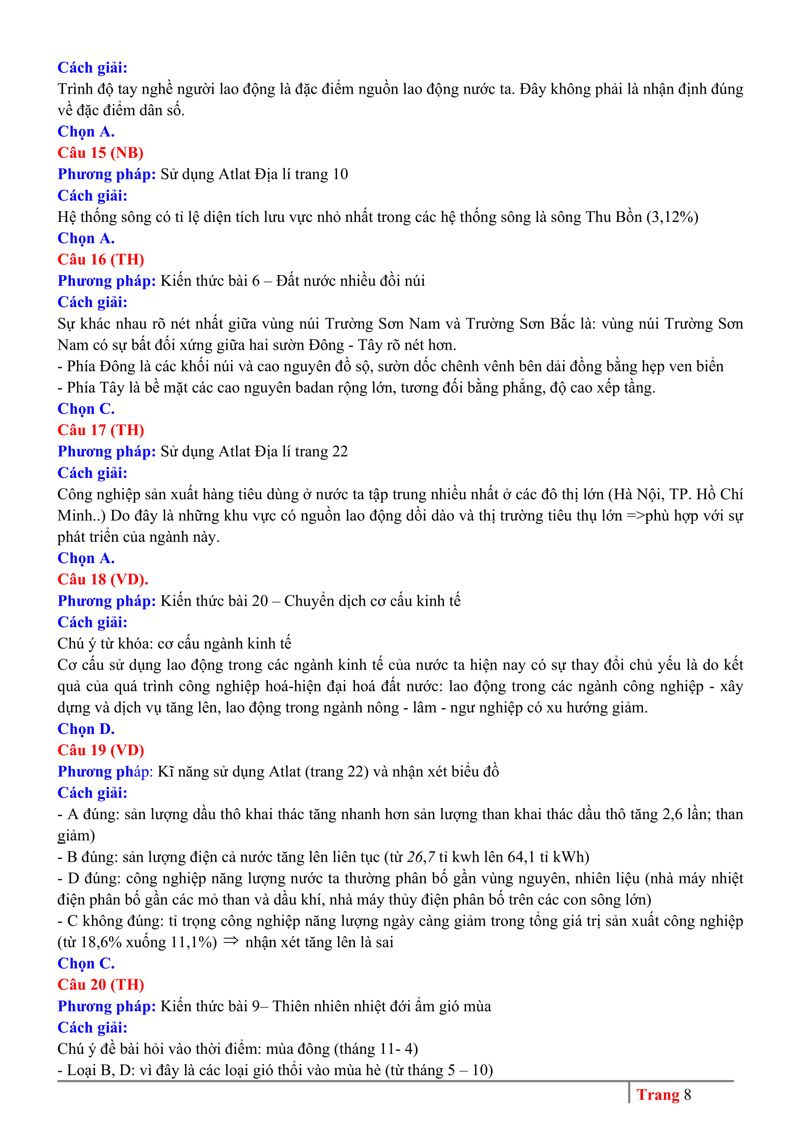 Cách giải:
Trình độ tay nghề người lao động là đặc điểm nguồn lao động nước ta. Đây không phải là nhận định đúng
về đặc điểm dân số.
Chọn A.
Câu 15 (NB)
Phương pháp: Sử dụng Atlat Địa lí trang 10
Cách giải:
Hệ thống sông có tỉ lệ diện tích lưu vực nhỏ nhất trong các hệ thống sông là sông Thu Bồn (3,12%)
Chọn A.
Câu 16 (TH)
Phương pháp: Kiến thức bài 6 – Đất nước nhiều đồi núi
Cách giải:
Sự khác nhau rõ nét nhất giữa vùng núi Trường Sơn Nam và Trường Sơn Bắc là: vùng núi Trường Sơn
Nam có sự bất đối xứng giữa hai sườn Đông - Tây rõ nét hơn.
- Phía Đông là các khối núi và cao nguyên đồ sộ, sườn dốc chênh vênh bên dải đồng bằng hẹp ven biển
- Phía Tây là bề mặt các cao nguyên badan rộng lớn, tương đối bằng phẳng, độ cao xếp tầng.
Chọn C.
Câu 17 (TH)
Phương pháp: Sử dụng Atlat Địa lí trang 22
Cách giải:
Công nghiệp sản xuất hàng tiêu dùng ở nước ta tập trung nhiều nhất ở các đô thị lớn (Hà Nội, TP. Hồ Chí
Minh..) Do đây là những khu vực có nguồn lao động dồi dào và thị trường tiêu thụ lớn =>phù hợp với sự
phát triển của ngành này.
Chọn A.
Câu 18 (VD).
Phương pháp: Kiến thức bài 20 – Chuyển dịch cơ cấu kinh tế
Cách giải:
Chú ý từ khóa: cơ cấu ngành kinh tế
Cơ cấu sử dụng lao động trong các ngành kinh tế của nước ta hiện nay có sự thay đổi chủ yếu là do kết
quả của quá trình công nghiệp hoá-hiện đại hoá đất nước: lao động trong các ngành công nghiệp - xây
dựng và dịch vụ tăng lên, lao động trong ngành nông - lâm - ngư nghiệp có xu hướng giảm.
Chọn D.
Câu 19 (VD)
Phương pháp: Kĩ năng sử dụng Atlat (trang 22) và nhận xét biểu đồ
Cách giải:
- A đúng: sản lượng dầu thô khai thác tăng nhanh hơn sản lượng than khai thác dầu thô tăng 2,6 lần; than
giảm)
- B đúng: sản lượng điện cả nước tăng lên liên tục (từ 26,7 tỉ kwh lên 64,1 tỉ kWh)
- D đúng: công nghiệp năng lượng nước ta thường phân bố gần vùng nguyên, nhiên liệu (nhà máy nhiệt
điện phân bố gần các mỏ than và dầu khí, nhà máy thủy điện phân bố trên các con sông lớn)
- C không đúng: tỉ trọng công nghiệp năng lượng ngày càng giảm trong tổng giá trị sản xuất công nghiệp
(từ 18,6% xuống 11,1%) ⇒ nhận xét tăng lên là sai
Chọn C.
Câu 20 (TH)
Phương pháp: Kiến thức bài 9– Thiên nhiên nhiệt đới ẩm gió mùa
Cách giải:
Chú ý đề bài hỏi vào thời điểm: mùa đông (tháng 11- 4)
- Loại B, D: vì đây là các loại gió thổi vào mùa hè (từ tháng 5 – 10)
Trang 8